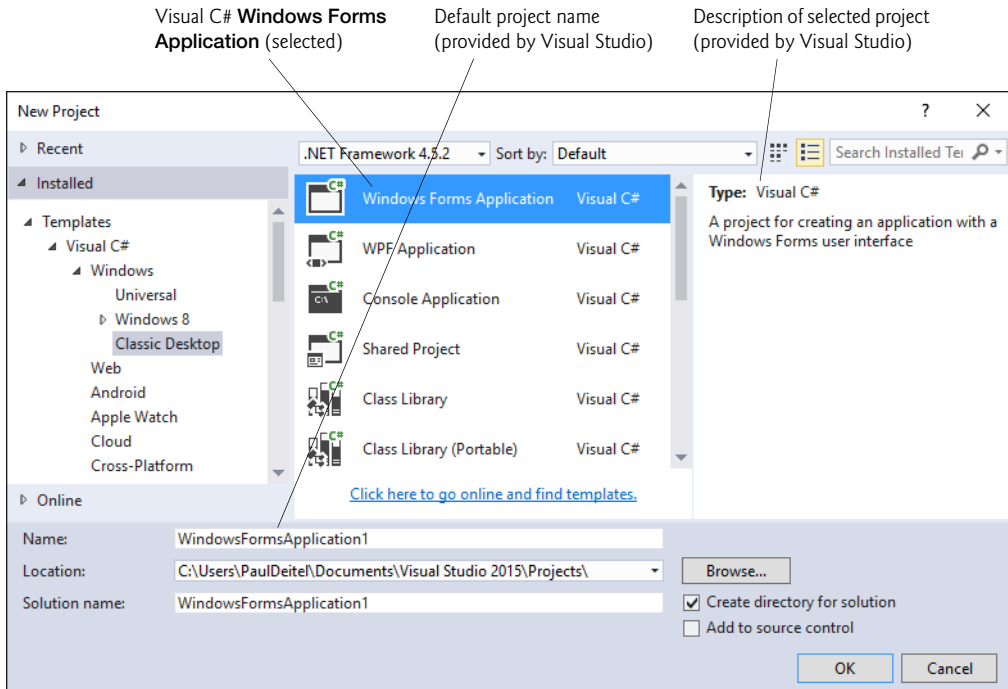 Visual C# Windows Forms
Application (selected)
Default project name
(provided by Visual Studio)
Description of selected project
(provided by Visual Studio)
New Project
?
Recent
Installed
Templates
Visual C#
Windows
Universal
Windows 8
Classic Desktop
Web
Android
Apple Watch
Cloud
Cross-Platform
Online
.NET Framework 4.5.2
Sort by: Default
Search Installed Te
C# Windows Forms Application Visual C#
C# WPF Application Visual C#
C# C:\ Console Application Visual C#
C# Shared Project Visual C#
C# Class Library Visual C#
C# Class Library (Portable) Visual C#
Click here to go online and find templates.
Type: Visual C#
A project for creating an application with a
Windows Forms user interface
Name: WindowsFormsApplication1
Location: C:\Users\PaulDeitel\Documents\Visual Studio 2015\Projects\
Browse...
Solution name: WindowsFormsApplication1
Create directory for solution
Add to source control
OK Cancel